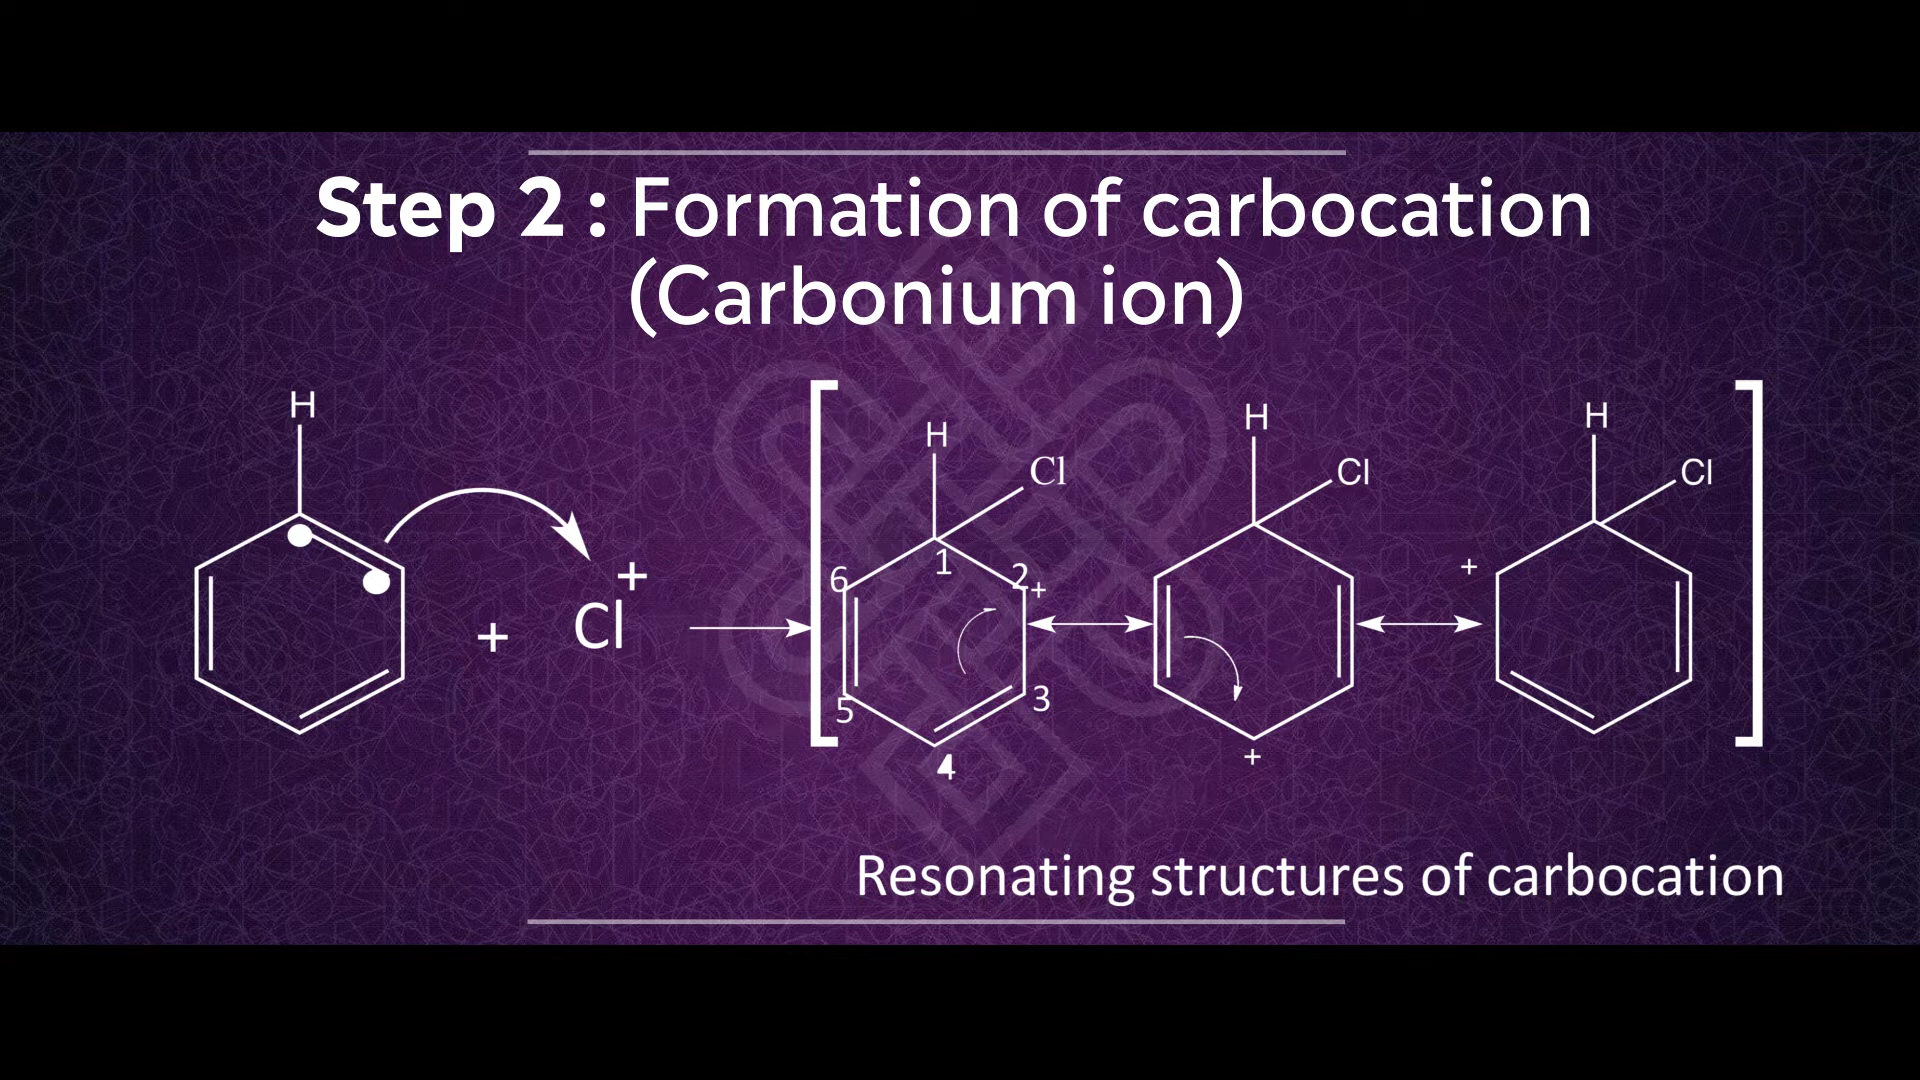 Step 2 : Formation of carbocation
(Carbonium ion)
H
+ Cl+
H
Cl
1
2+
3
4
5
6
H
Cl
+
H
Cl
+
Resonating structures of carbocation